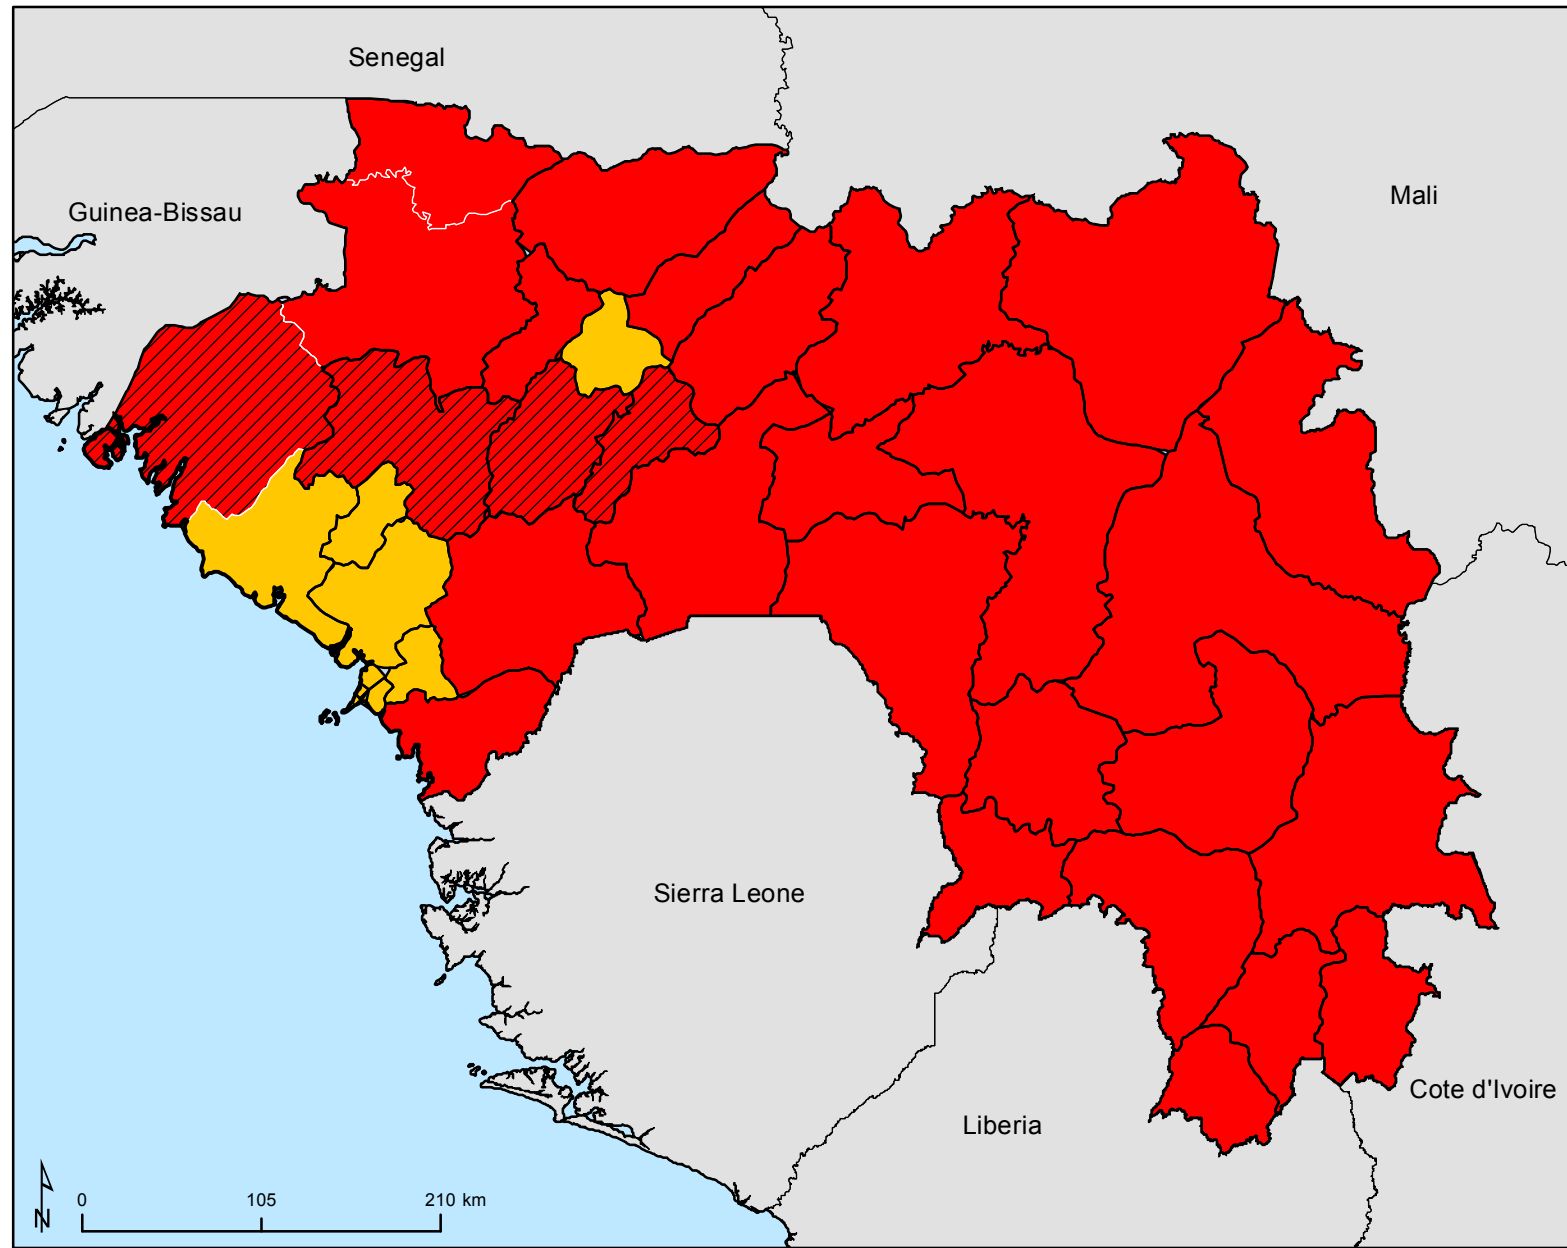 Senegal
Mali
Guinea-Bissau
Sierra Leone
Cote d'Ivoire
Liberia
0 105 210 km
N